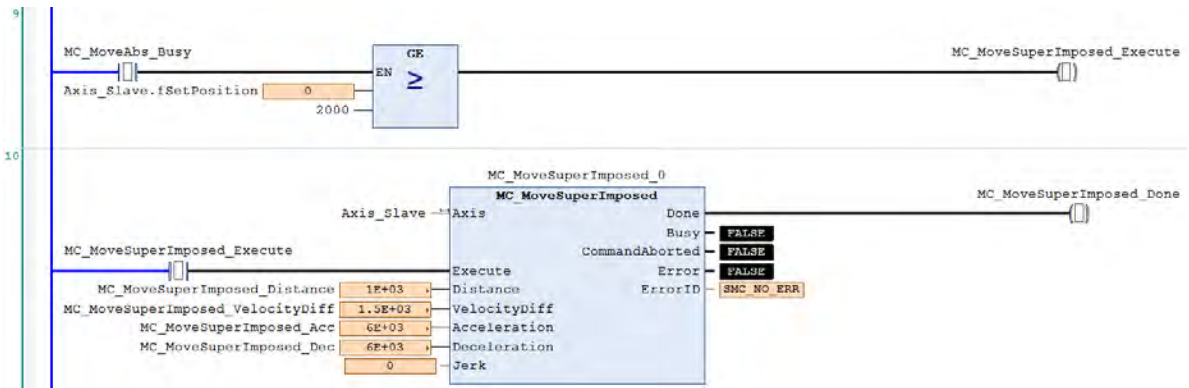 9
MC_MoveAbs_Busy
GE
MC_MoveSuperImposed_Execute
EN
≥
Axis_Slave.fSetPosition 0
2000
10
MC_MoveSuperImposed_0
MC_MoveSuperImposed
MC_MoveSuperImposed_Done
Axis_Slave Axis Done
Busy FALSE
MC_MoveSuperImposed_Execute
CommandAborted FALSE
Execute Error FALSE
MC_MoveSuperImposed_Distance 1E+03 Distance ErrorID SMC_NO_ERR
MC_MoveSuperImposed_VelocityDiff 1.5E+03 VelocityDiff
MC_MoveSuperImposed_Acc 6E+03 Acceleration
MC_MoveSuperImposed_Dec 6E+03 Deceleration
0 Jerk